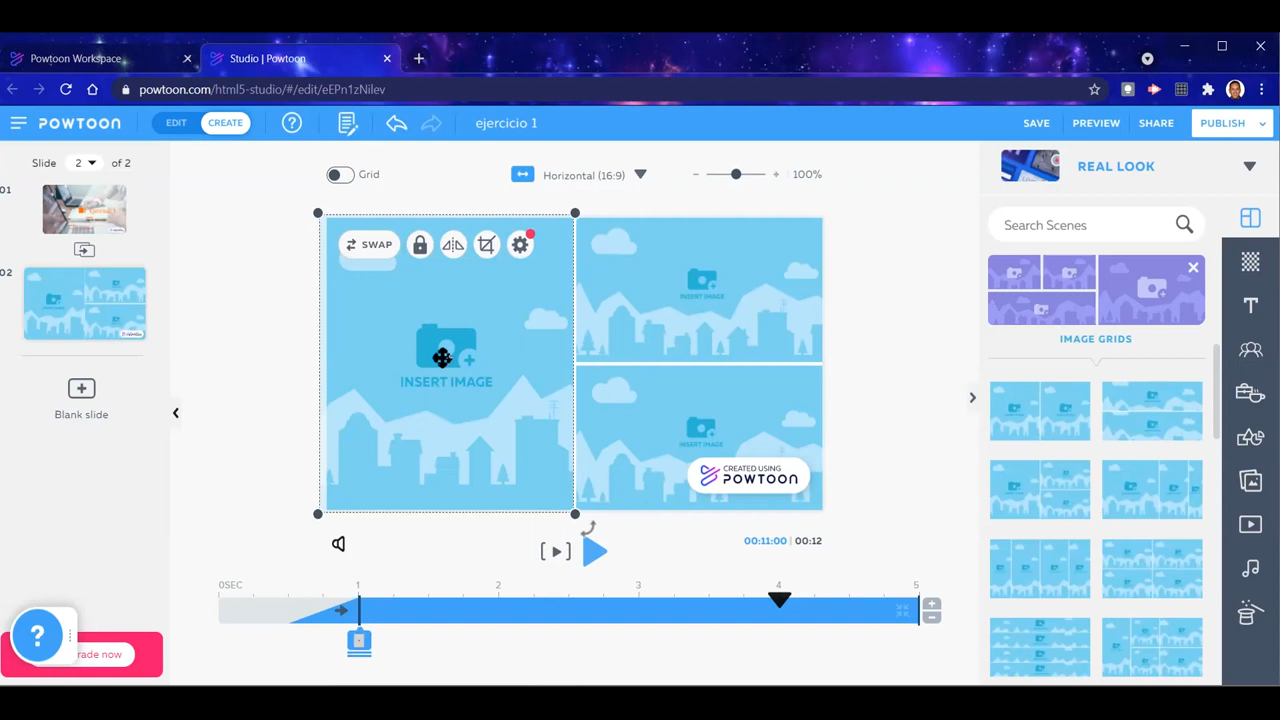 Powtoon Workspace
Studio | Powtoon
powtoon.com/html5-studio/#/edit/eEPn1zNilev
POWTOON
EDIT
CREATE
ejercicio 1
SAVE
PREVIEW
SHARE
PUBLISH
Slide 2 of 2
Grid
Horizontal (16:9)
100%
REAL LOOK
01
SWAP
Search Scenes
02
INSERT IMAGE
INSERT IMAGE
IMAGE GRIDS
Blank slide
INSERT IMAGE
CREATED USING
POWTOON
00:11:00 | 00:12
0SEC
1
2
3
4
5
?
rade now